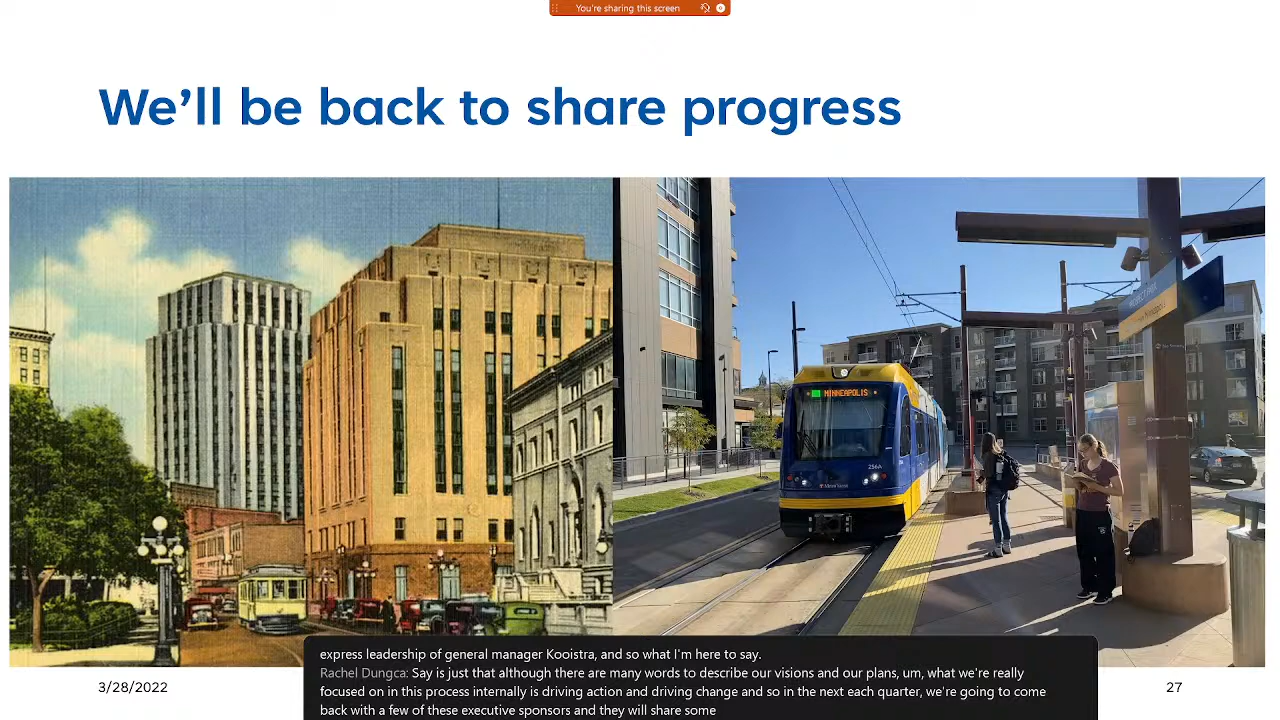 You're sharing this screen
We'll be back to share progress
MINNEAPOLIS
256A
express leadership of general manager Kooistra, and so what I'm here to say.
Rachel Dungca: Say is just that although there are many words to describe our visions and our plans, um, what we're really
focused on in this process internally is driving action and driving change and so in the next each quarter, we're going to come
back with a few of these executive sponsors and they will share some
3/28/2022
27